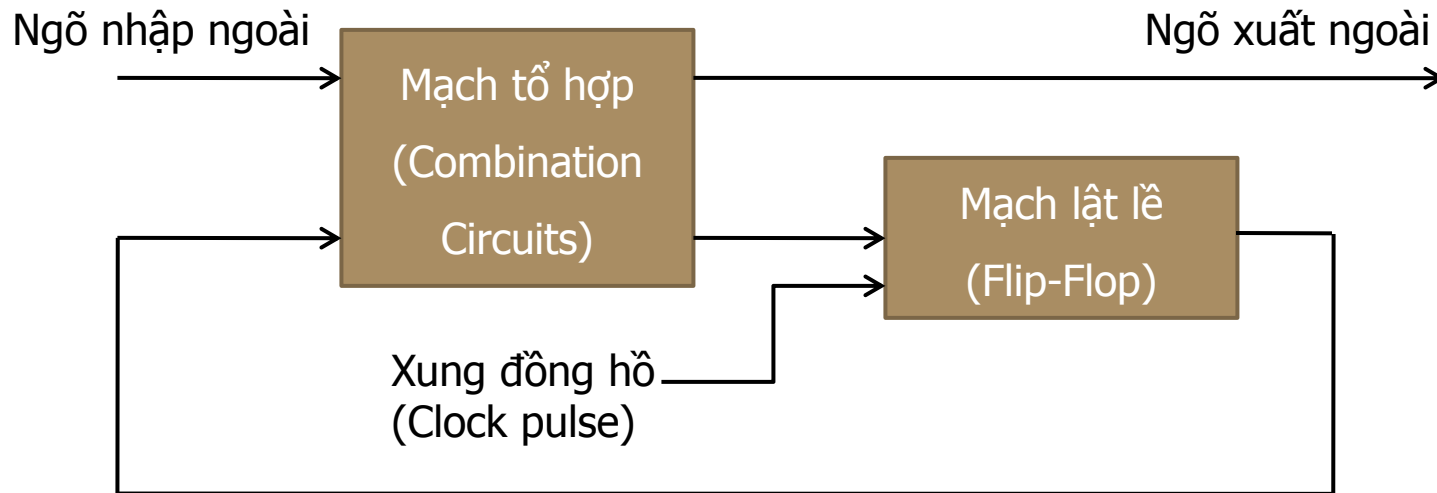 Ngõ nhập ngoài
Ngõ xuất ngoài
Mạch tổ hợp
(Combination
Circuits)
Mạch lật lề
(Flip-Flop)
Xung đồng hồ
(Clock pulse)